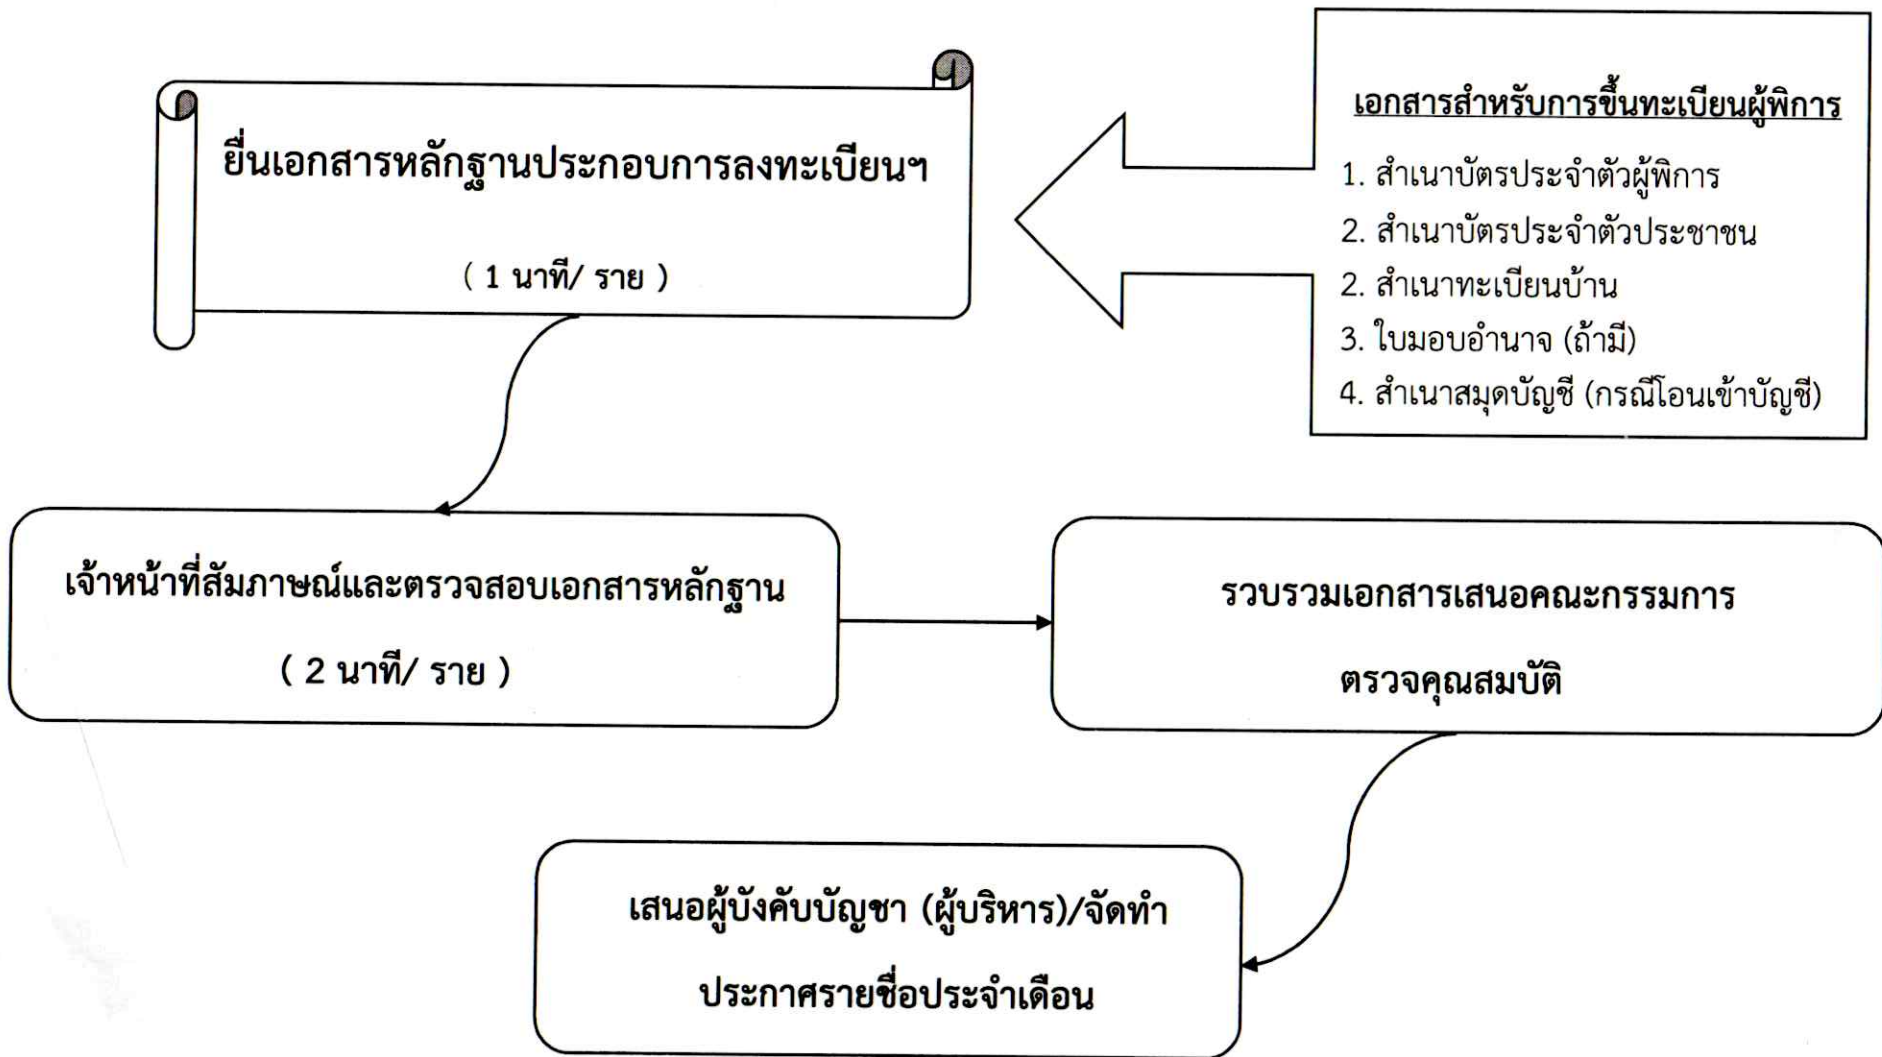 ยื่นเอกสารหลักฐานประกอบการลงทะเบียนฯ
( 1 นาที/ ราย )
เอกสารสำหรับการขึ้นทะเบียนผู้พิการ
1. สำเนาบัตรประจำตัวผู้พิการ
2. สำเนาบัตรประจำตัวประชาชน
2. สำเนาทะเบียนบ้าน
3. ใบมอบอำนาจ (ถ้ามี)
4. สำเนาสมุดบัญชี (กรณีโอนเข้าบัญชี)
เจ้าหน้าที่สัมภาษณ์และตรวจสอบเอกสารหลักฐาน
( 2 นาที/ ราย )
รวบรวมเอกสารเสนอคณะกรรมการ
ตรวจคุณสมบัติ
เสนอผู้บังคับบัญชา (ผู้บริหาร)/จัดทำ
ประกาศรายชื่อประจำเดือน